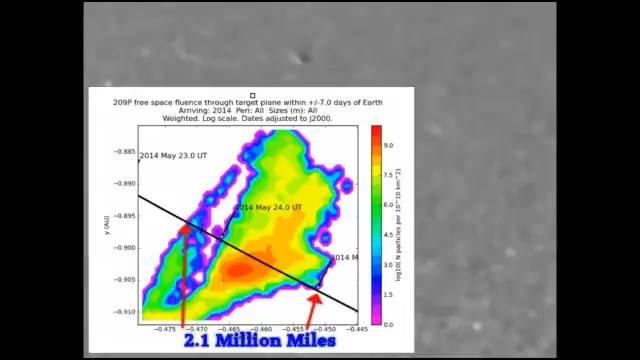 209P free space fluence through target plane within +/-7.0 days of Earth
Arriving: 2014 Per: All Sizes (m): All
Weighted. Log scale. Dates adjusted to J2000.
2014 May 23.0 UT
2014 May 24.0 UT
2014 M
y (AU)
-0.885
-0.890
-0.895
-0.900
-0.905
-0.910
-0.475 -0.470 -0.465 -0.460 -0.455 -0.450 -0.445
9.0
7.5
6.0
4.5
3.0
1.5
0.0
log10( N particles per 10^10 km^2)
2.1 Million Miles